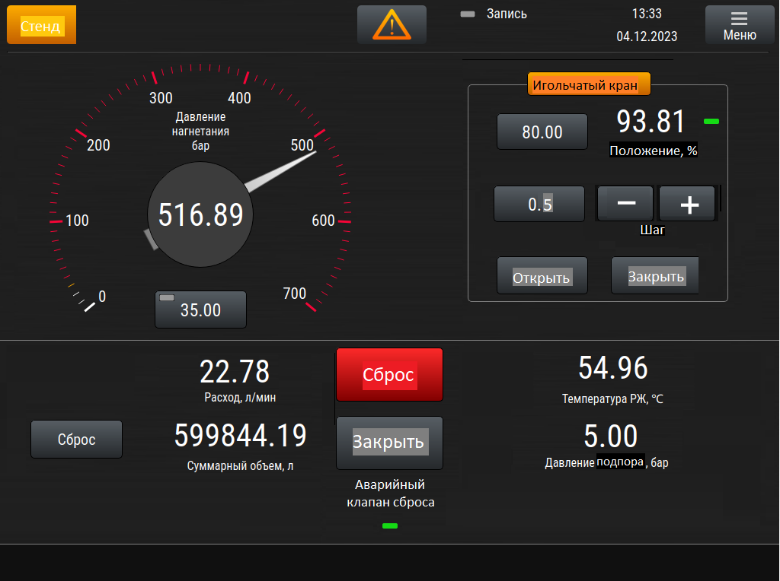 Стенд
Запись
13:33
04.12.2023
Меню
300
400
Давление
нагнетания
бар
200
500
516.89
100
600
0
700
35.00
Игольчатый кран
80.00
93.81
Положение, %
0.5
Шаг
Открыть
Закрыть
22.78
Расход, л/мин
Сброс
54.96
Температура РЖ, °C
Сброс
599844.19
Суммарный объем, л
Закрыть
5.00
Давление подпора, бар
Аварийный
клапан сброса